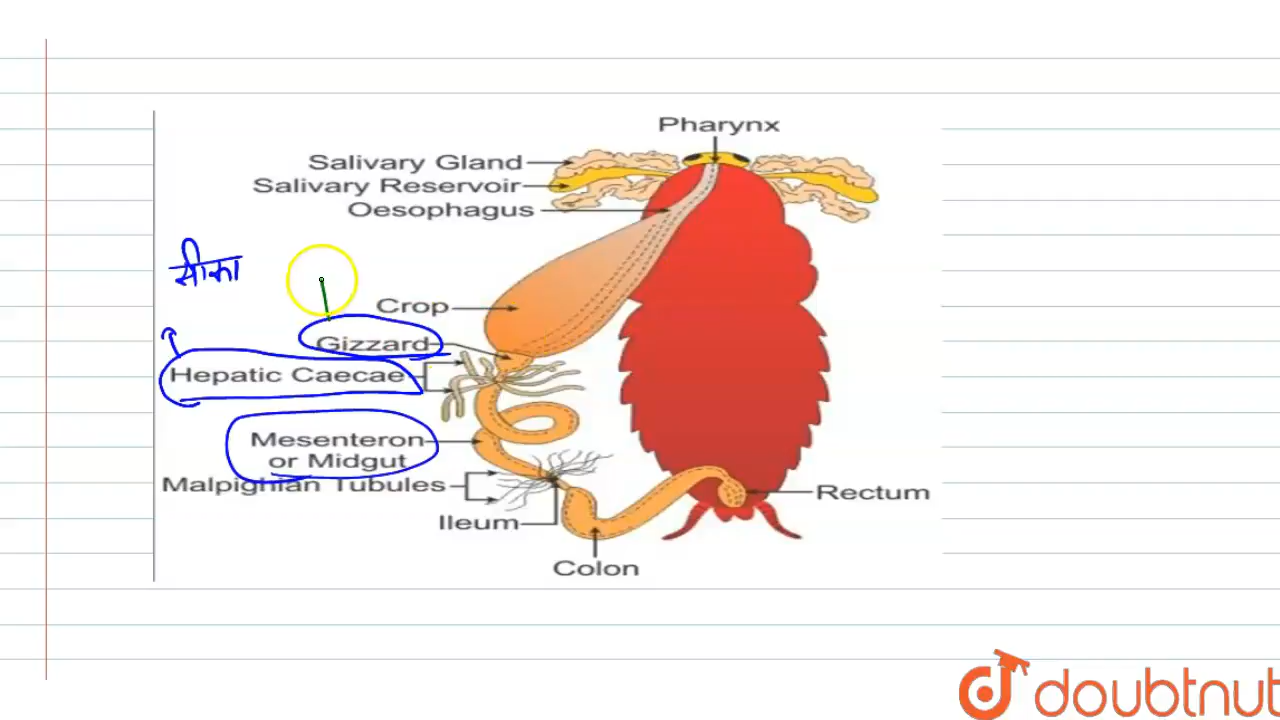 Pharynx
Salivary Gland
Salivary Reservoir
Oesophagus
सीका
Crop
Gizzard
Hepatic Caecae
Mesenteron
or Midgut
Malpighian Tubules
Rectum
Ileum
Colon
doubtnut